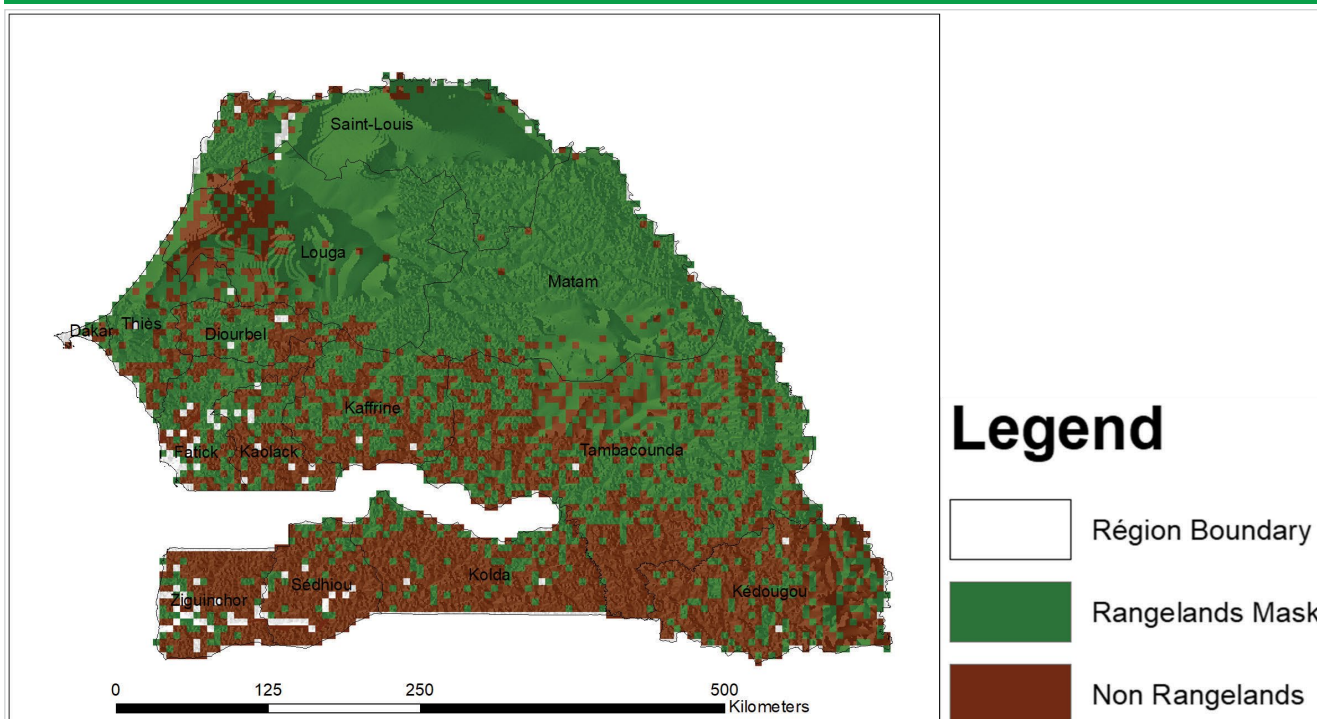 Saint-Louis
Louga
Matam
Dakar
Thiès
Diourbel
Kaffrine
Fatick
Kaolack
Tambacounda
Sédhiou
Kolda
Ziguinchor
Kédougou
0 125 250 500
Kilometers
Legend
Région Boundary
Rangelands Mask
Non Rangelands